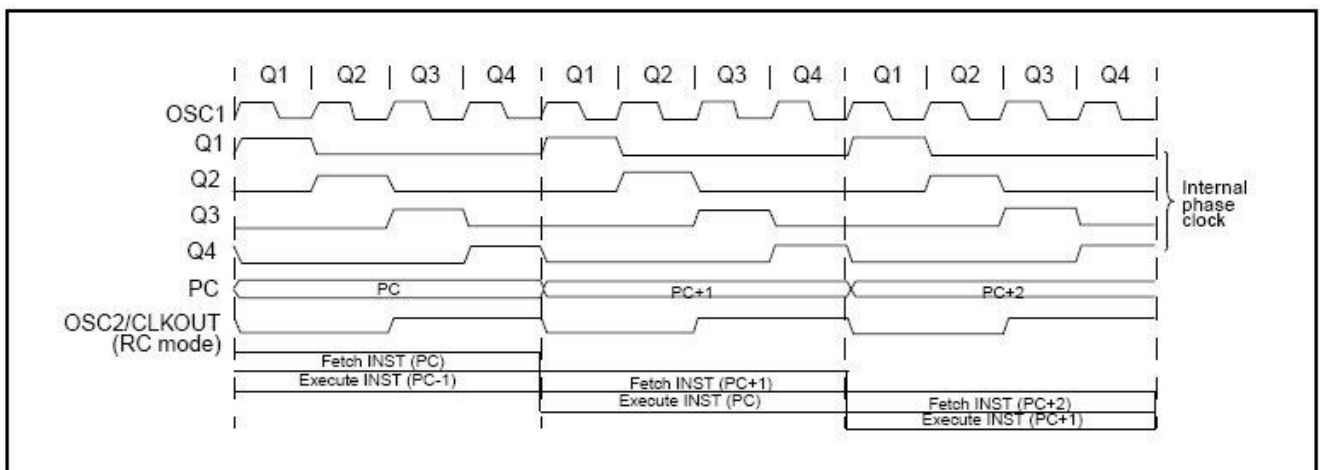 Q1 | Q2 | Q3 | Q4 | Q1 | Q2 | Q3 | Q4 | Q1 | Q2 | Q3 | Q4
OSC1
Q1
Q2
Q3
Q4
Internal
phase
clock
PC PC PC+1 PC+2
OSC2/CLKOUT
(RC mode)
Fetch INST (PC)
Execute INST (PC-1) Fetch INST (PC+1)
Execute INST (PC) Fetch INST (PC+2)
Execute INST (PC+1)